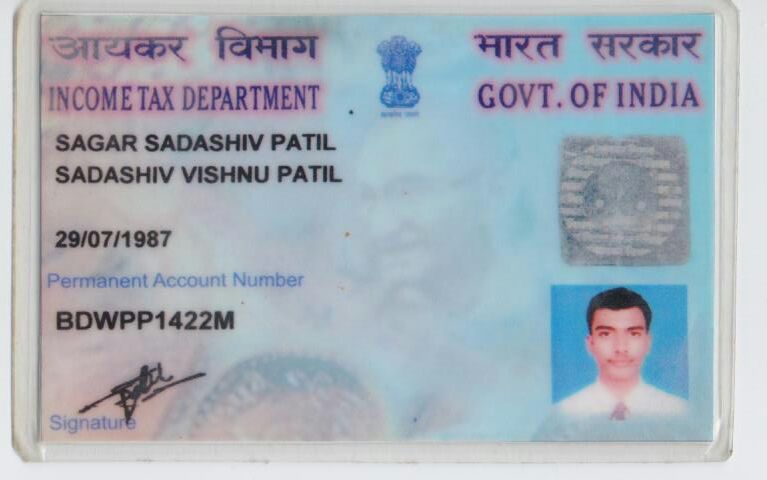 आयकर विभाग
भारत सरकार
INCOME TAX DEPARTMENT
GOVT. OF INDIA
SAGAR SADASHIV PATIL
SADASHIV VISHNU PATIL
29/07/1987
Permanent Account Number
BDWPP1422M
Signature